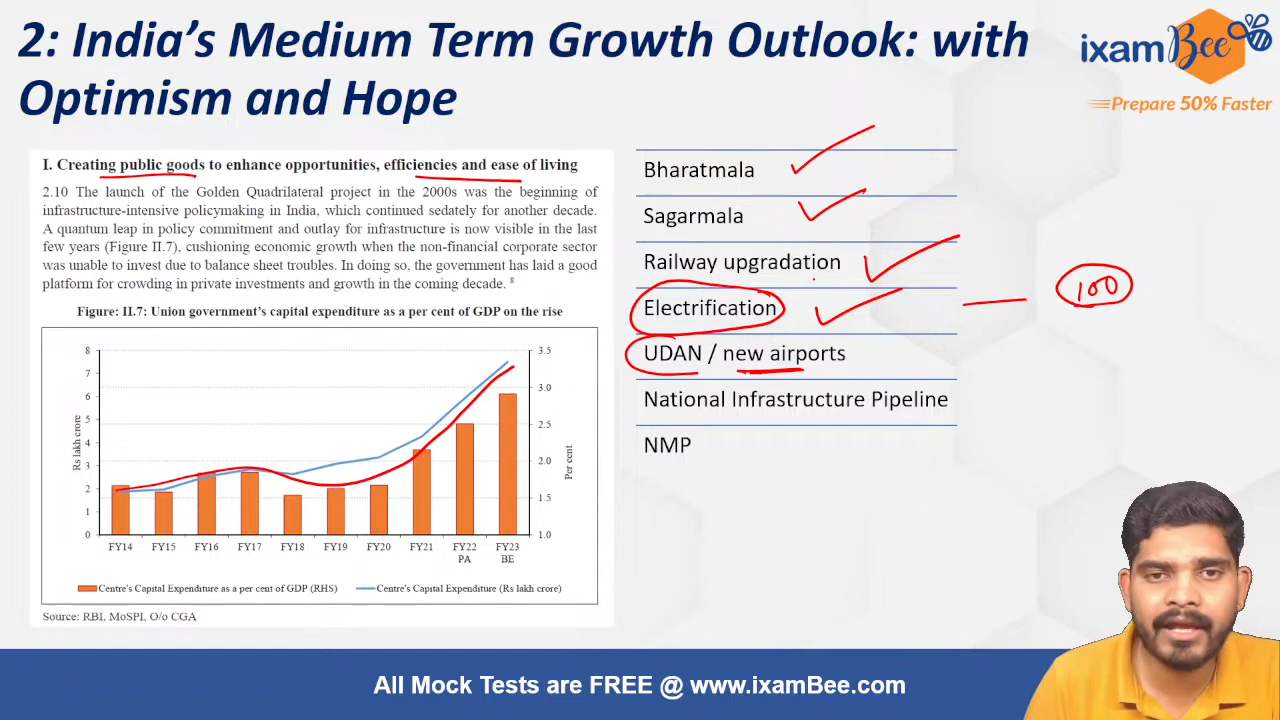 2: India's Medium Term Growth Outlook: with
Optimism and Hope
ixamBee
Prepare 50% Faster
I. Creating public goods to enhance opportunities, efficiencies and ease of living
2.10 The launch of the Golden Quadrilateral project in the 2000s was the beginning of
infrastructure-intensive policymaking in India, which continued sedately for another decade.
A quantum leap in policy commitment and outlay for infrastructure is now visible in the last
few years (Figure II.7), cushioning economic growth when the non-financial corporate sector
was unable to invest due to balance sheet troubles. In doing so, the government has laid a good
platform for crowding in private investments and growth in the coming decade. 8
Figure: II.7: Union government's capital expenditure as a per cent of GDP on the rise
8
7
6
5
4
3
2
1
0
Rs lakh crore
3.5
3.0
2.5
2.0
1.5
1.0
Per cent
FY14 FY15 FY16 FY17 FY18 FY19 FY20 FY21 FY22 FY23
PA BE
Centre's Capital Expenditure as a per cent of GDP (RHS) Centre's Capital Expenditure (Rs lakh crore)
Source: RBI, MoSPI, O/o CGA
Bharatmala
Sagarmala
Railway upgradation
Electrification
100
UDAN / new airports
National Infrastructure Pipeline
NMP
All Mock Tests are FREE @ www.ixamBee.com